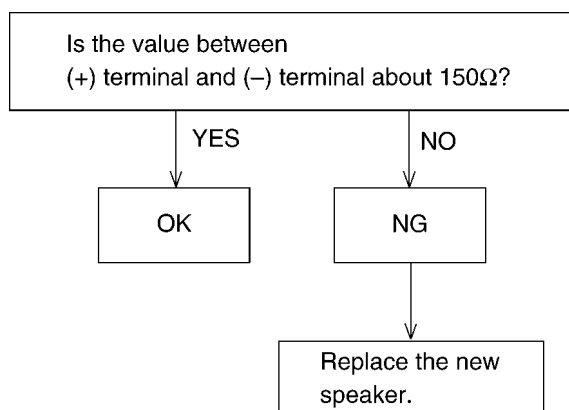 Is the value between
(+) terminal and (–) terminal about 150Ω?
YES
NO
OK
NG
Replace the new
speaker.